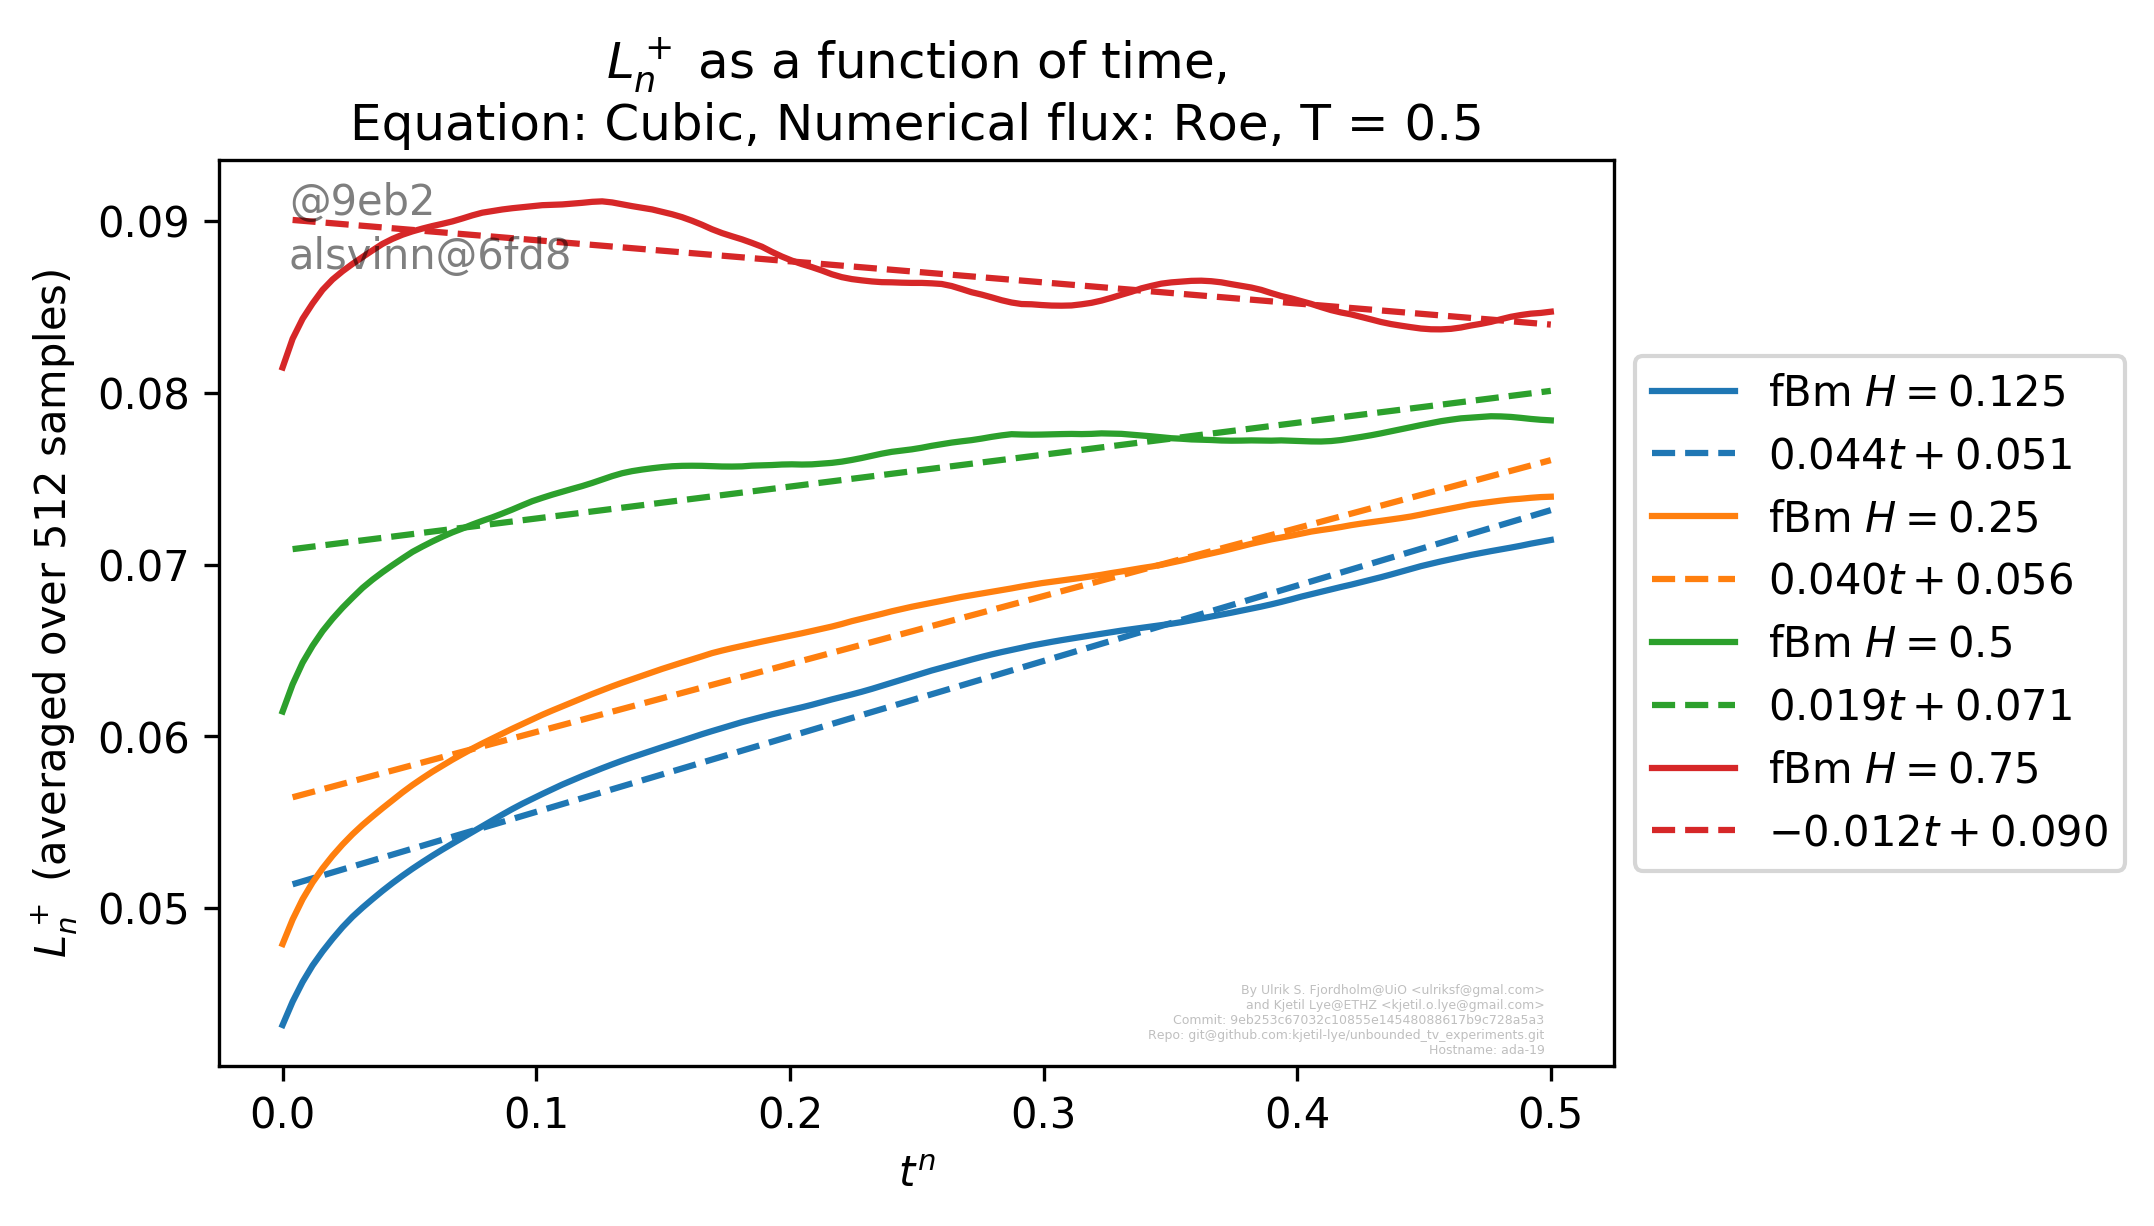 L_n^+ as a function of time,
Equation: Cubic, Numerical flux: Roe, T = 0.5
@9eb2
alsvinn@6fd8
0.09
0.08
0.07
0.06
0.05
L_n^+ (averaged over 512 samples)
0.0 0.1 0.2 0.3 0.4 0.5
t^n
fBm H = 0.125
0.044t + 0.051
fBm H = 0.25
0.040t + 0.056
fBm H = 0.5
0.019t + 0.071
fBm H = 0.75
−0.012t + 0.090
By Ulrik S. Fjordholm@UiO <ulriksf@gmal.com>
and Kjetil Lye@ETHZ <kjetil.o.lye@gmail.com>
Commit: 9eb253c67032c10855e14548088617b9c728a5a3
Repo: git@github.com:kjetil-lye/unbounded_tv_experiments.git
Hostname: ada-19